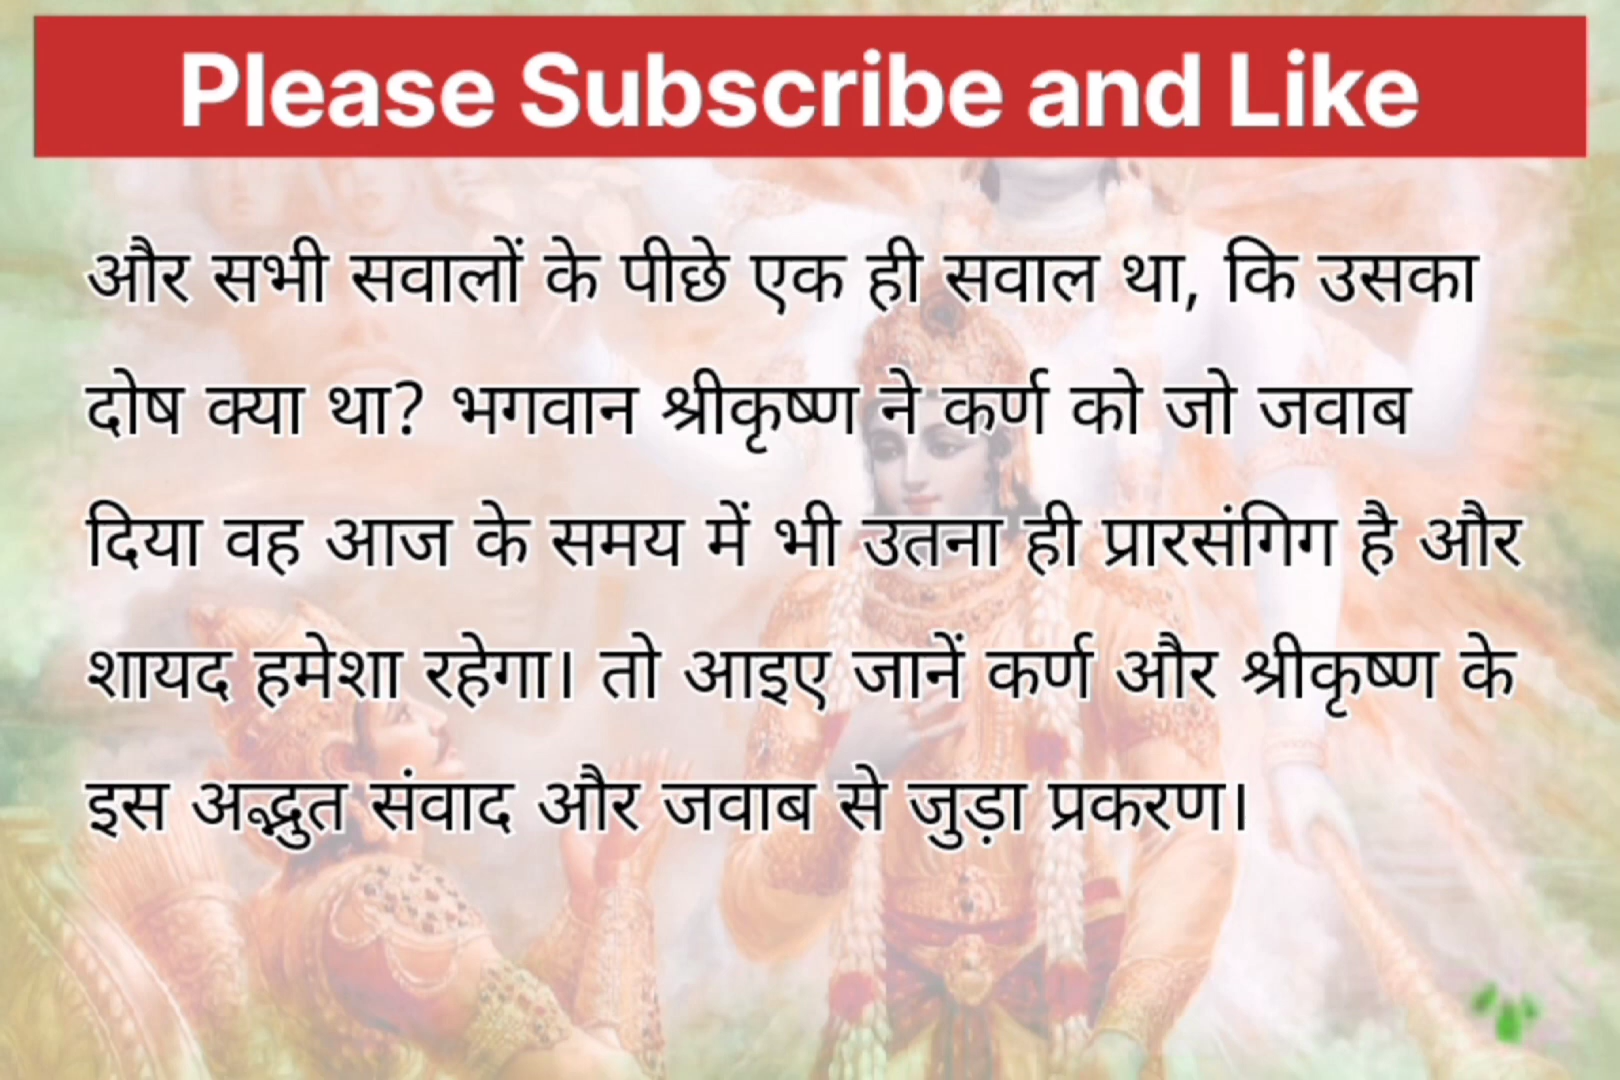 Please Subscribe and Like
और सभी सवालों के पीछे एक ही सवाल था, कि उसका
दोष क्या था? भगवान श्रीकृष्ण ने कर्ण को जो जवाब
दिया वह आज के समय में भी उतना ही प्रारसंगिग है और
शायद हमेशा रहेगा। तो आइए जानें कर्ण और श्रीकृष्ण के
इस अद्भुत संवाद और जवाब से जुड़ा प्रकरण।